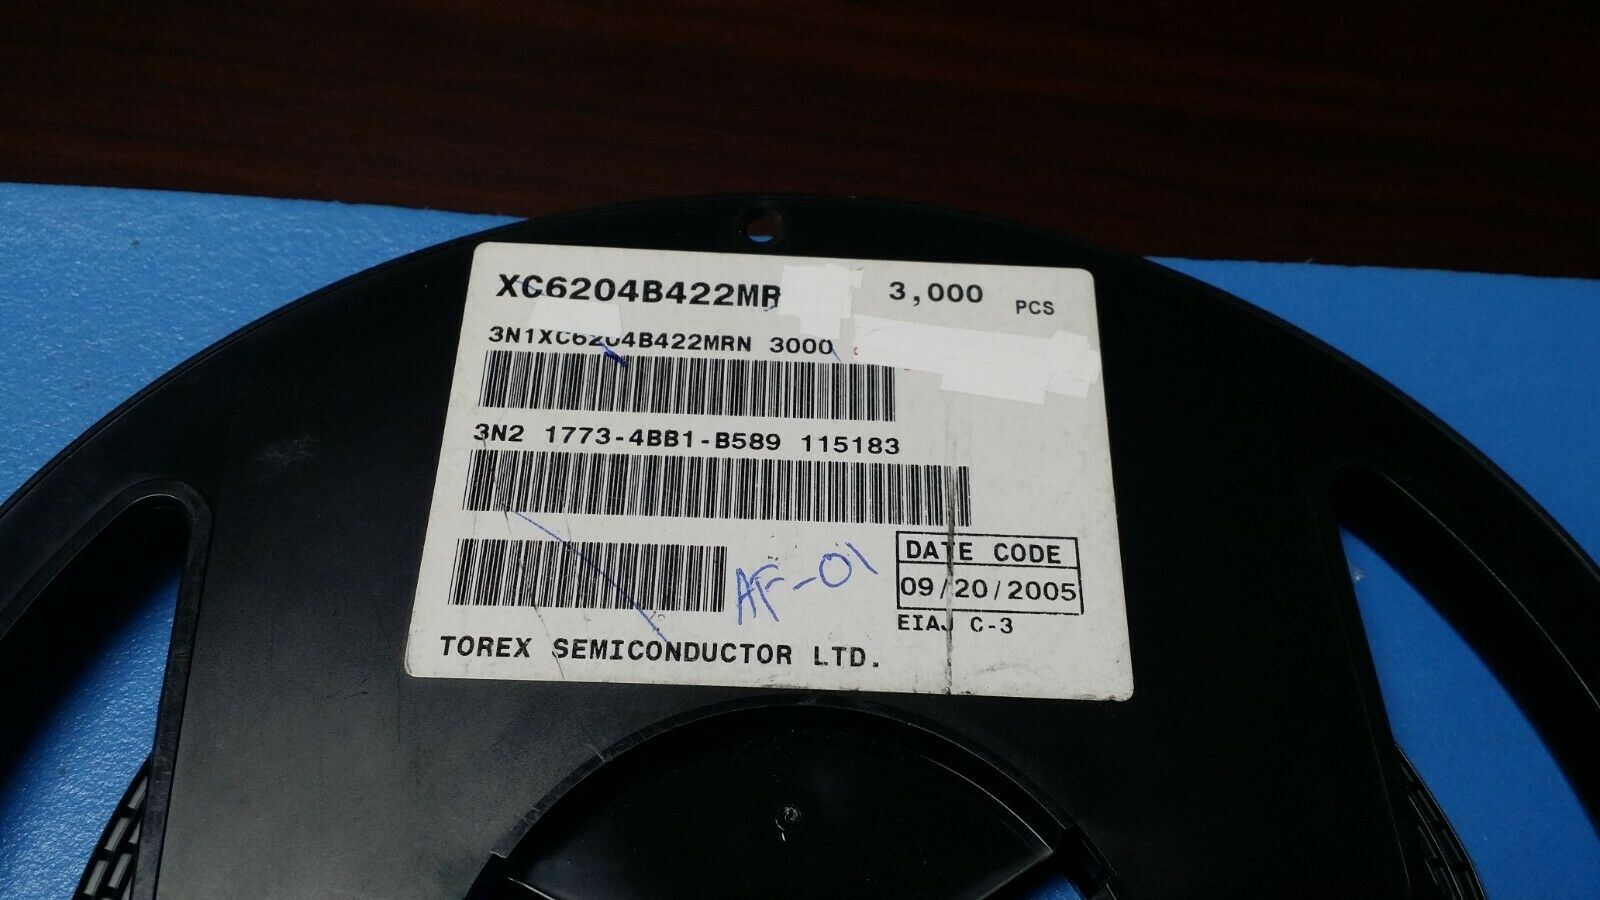 XC6204B422MR 3,000 PCS
3N1XC6204B422MRN 3000
3N2 1773-4BB1-B589 115183
AF-01
DATE CODE
09/20/2005
EIAJ C-3
TOREX SEMICONDUCTOR LTD.